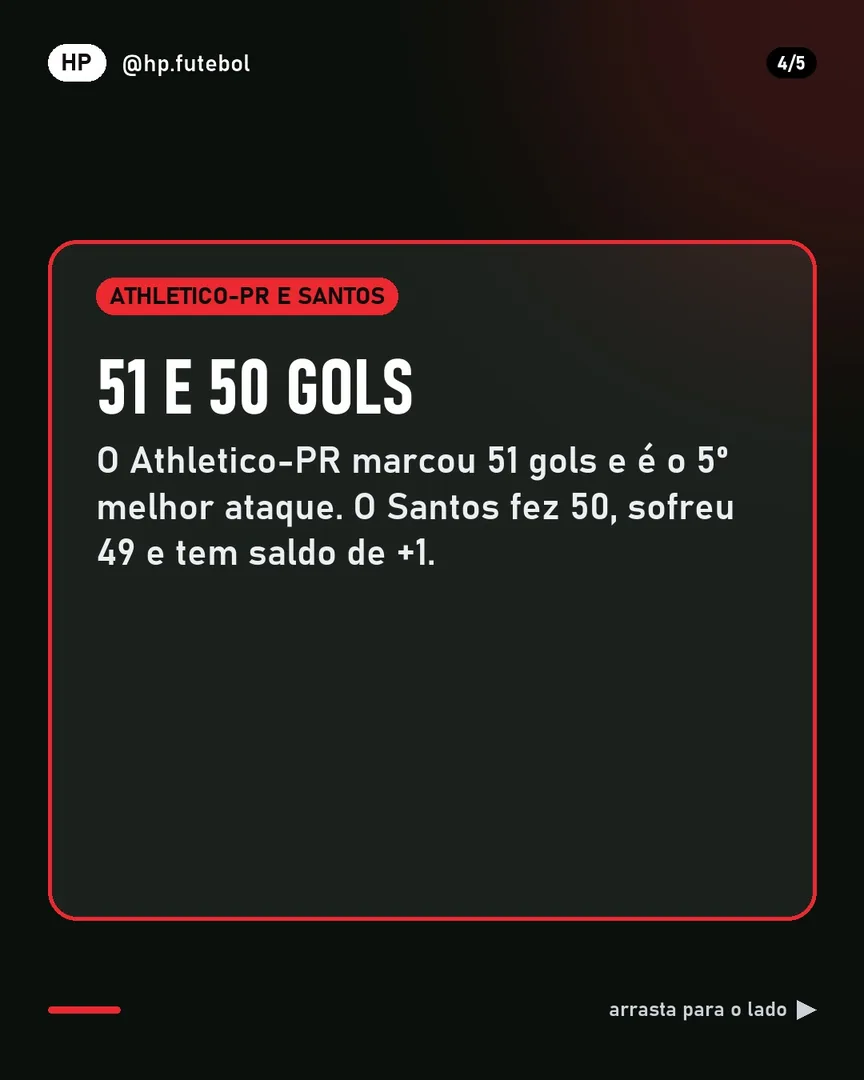 HP @hp.futebol
4/5
ATHLETICO-PR E SANTOS
51 E 50 GOLS
O Athletico-PR marcou 51 gols e é o 5º
melhor ataque. O Santos fez 50, sofreu
49 e tem saldo de +1.
arrasta para o lado ▶